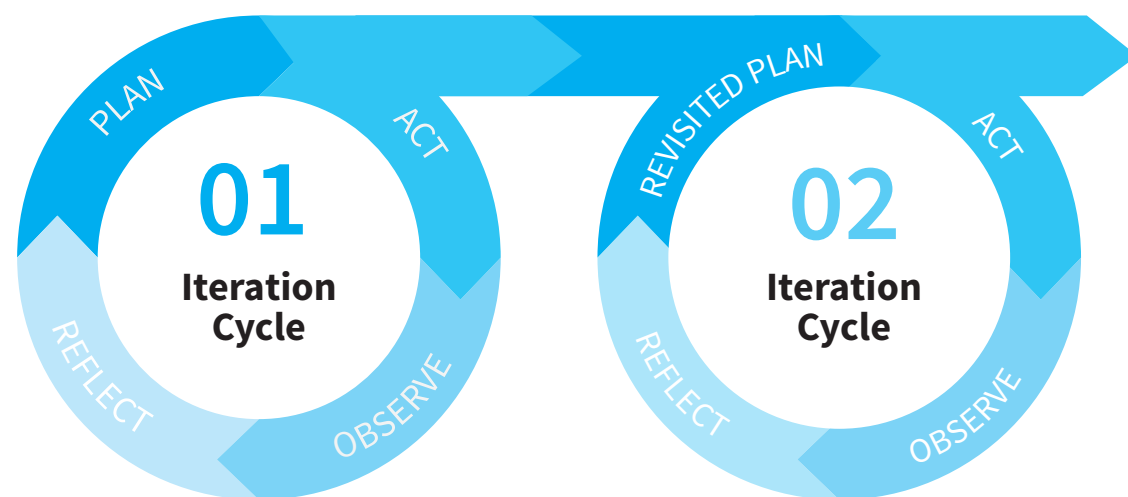 PLAN
ACT
OBSERVE
REFLECT
01
Iteration
Cycle
REVISITED PLAN
ACT
OBSERVE
REFLECT
02
Iteration
Cycle